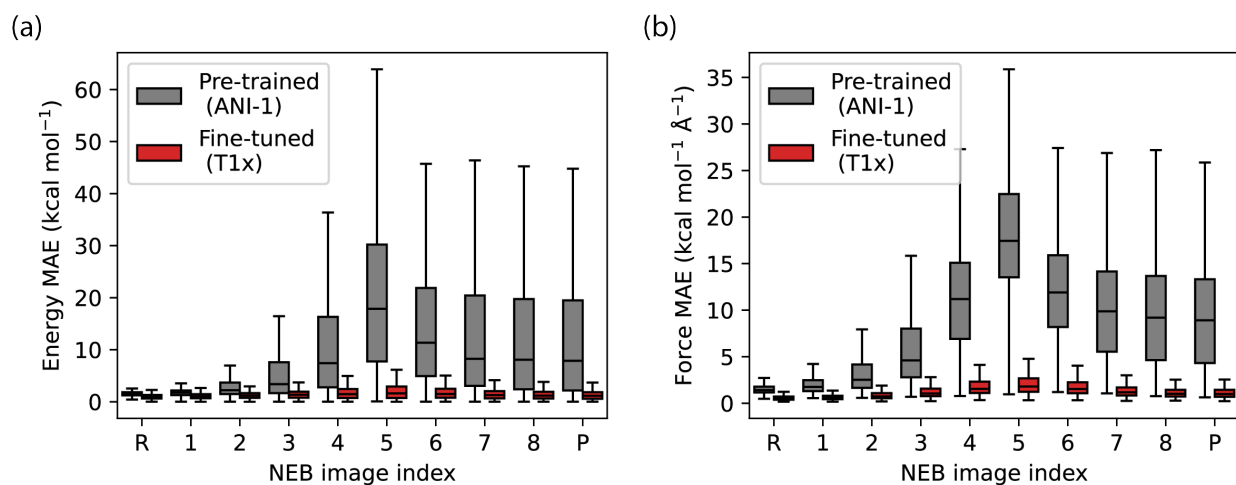 (a)
Energy MAE (kcal mol⁻¹)
60
50
40
30
20
10
0
Pre-trained
(ANI-1)
Fine-tuned
(T1x)
R 1 2 3 4 5 6 7 8 P
NEB image index
(b)
Force MAE (kcal mol⁻¹ Å⁻¹)
35
30
25
20
15
10
5
0
Pre-trained
(ANI-1)
Fine-tuned
(T1x)
R 1 2 3 4 5 6 7 8 P
NEB image index